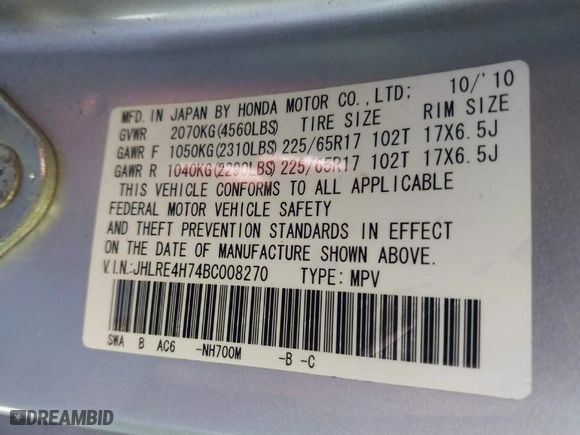 MFD. IN JAPAN BY HONDA MOTOR CO.,LTD; 10/'10
GVWR 2070KG(4560LBS) TIRE SIZE RIM SIZE
GAWR F 1050KG(2310LBS) 225/65R17 102T 17X6.5J
GAWR R 1040KG(2290LBS) 225/65R17 102T 17X6.5J
THIS VEHICLE CONFORMS TO ALL APPLICABLE
FEDERAL MOTOR VEHICLE SAFETY
AND THEFT PREVENTION STANDARDS IN EFFECT
ON THE DATE OF MANUFACTURE SHOWN ABOVE.
V.I.N.:JHLRE4H74BC008270 TYPE: MPV
SWA B AC6 -NH700M -B -C
DREAMBID